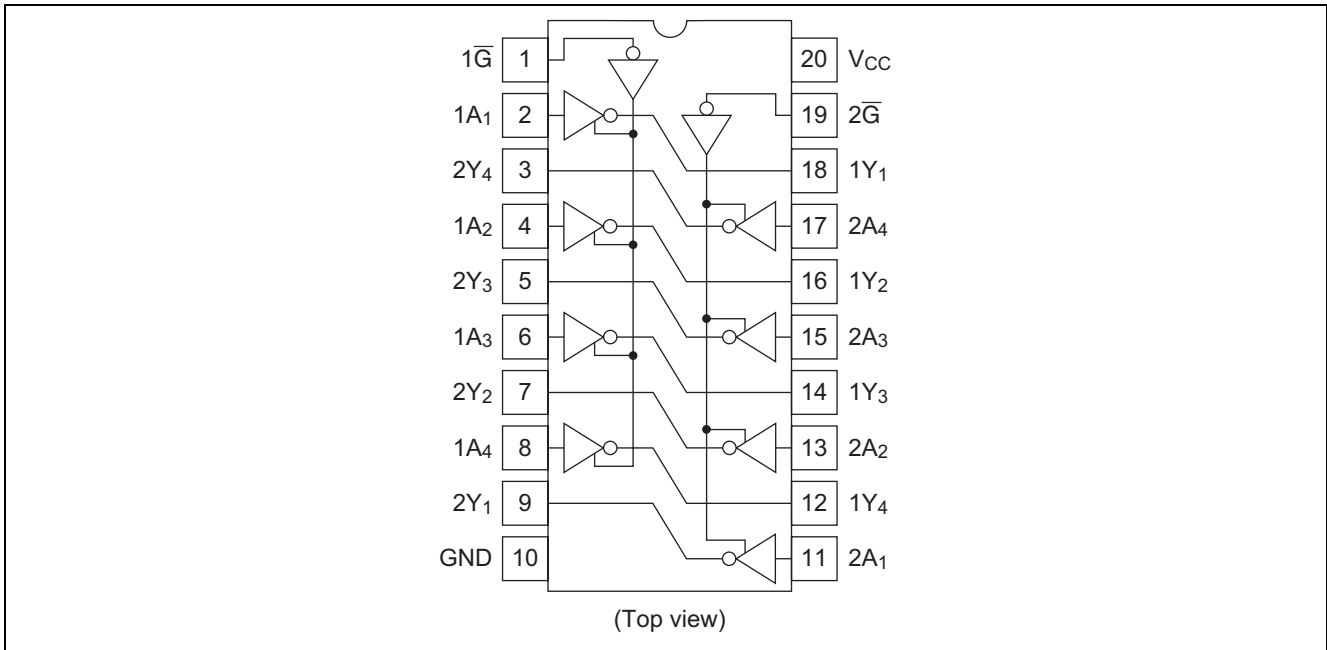 1G̅ 1 20 VCC
1A1 2 19 2G̅
2Y4 3 18 1Y1
1A2 4 17 2A4
2Y3 5 16 1Y2
1A3 6 15 2A3
2Y2 7 14 1Y3
1A4 8 13 2A2
2Y1 9 12 1Y4
GND 10 11 2A1
(Top view)